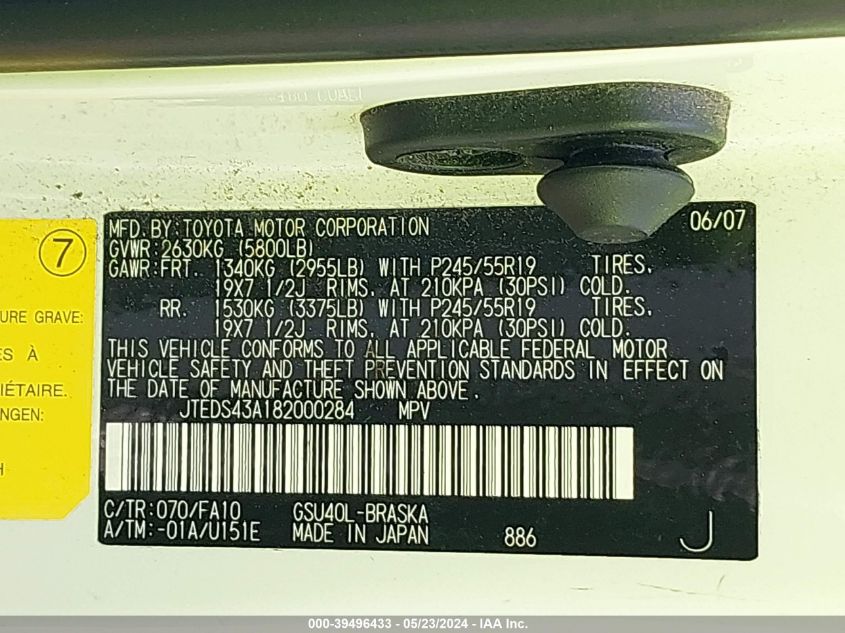 MFD.BY:TOYOTA MOTOR CORPORATION 06/07
GVWR:2630KG (5800LB)
GAWR:FRT. 1340KG (2955LB) WITH P245/55R19 TIRES,
19X7 1/2J RIMS, AT 210KPA (30PSI) COLD.
RR. 1530KG (3375LB) WITH P245/55R19 TIRES,
19X7 1/2J RIMS, AT 210KPA (30PSI) COLD.
THIS VEHICLE CONFORMS TO ALL APPLICABLE FEDERAL MOTOR
VEHICLE SAFETY AND THEFT PREVENTION STANDARDS IN EFFECT ON
THE DATE OF MANUFACTURE SHOWN ABOVE.
JTEDS43A182000284 MPV
C/TR:070/FA10 GSU40L-BRASKA
A/TM:-01A/U151E MADE IN JAPAN 886 J
7
URE GRAVE:
ES À
IÉTAIRE.
NGEN:
H
000-39496433 - 05/23/2024 - IAA Inc.